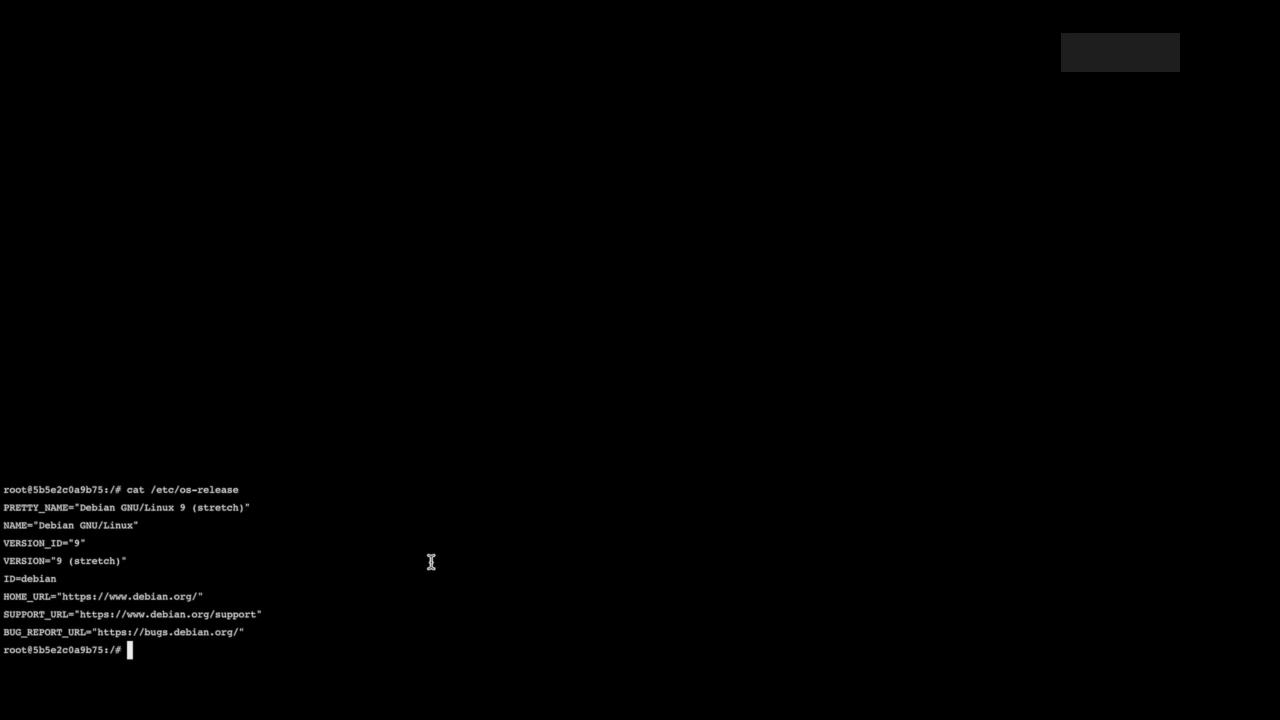 root@5b5e2c0a9b75:/# cat /etc/os-release
PRETTY_NAME="Debian GNU/Linux 9 (stretch)"
NAME="Debian GNU/Linux"
VERSION_ID="9"
VERSION="9 (stretch)"
ID=debian
HOME_URL="https://www.debian.org/"
SUPPORT_URL="https://www.debian.org/support"
BUG_REPORT_URL="https://bugs.debian.org/"
root@5b5e2c0a9b75:/#